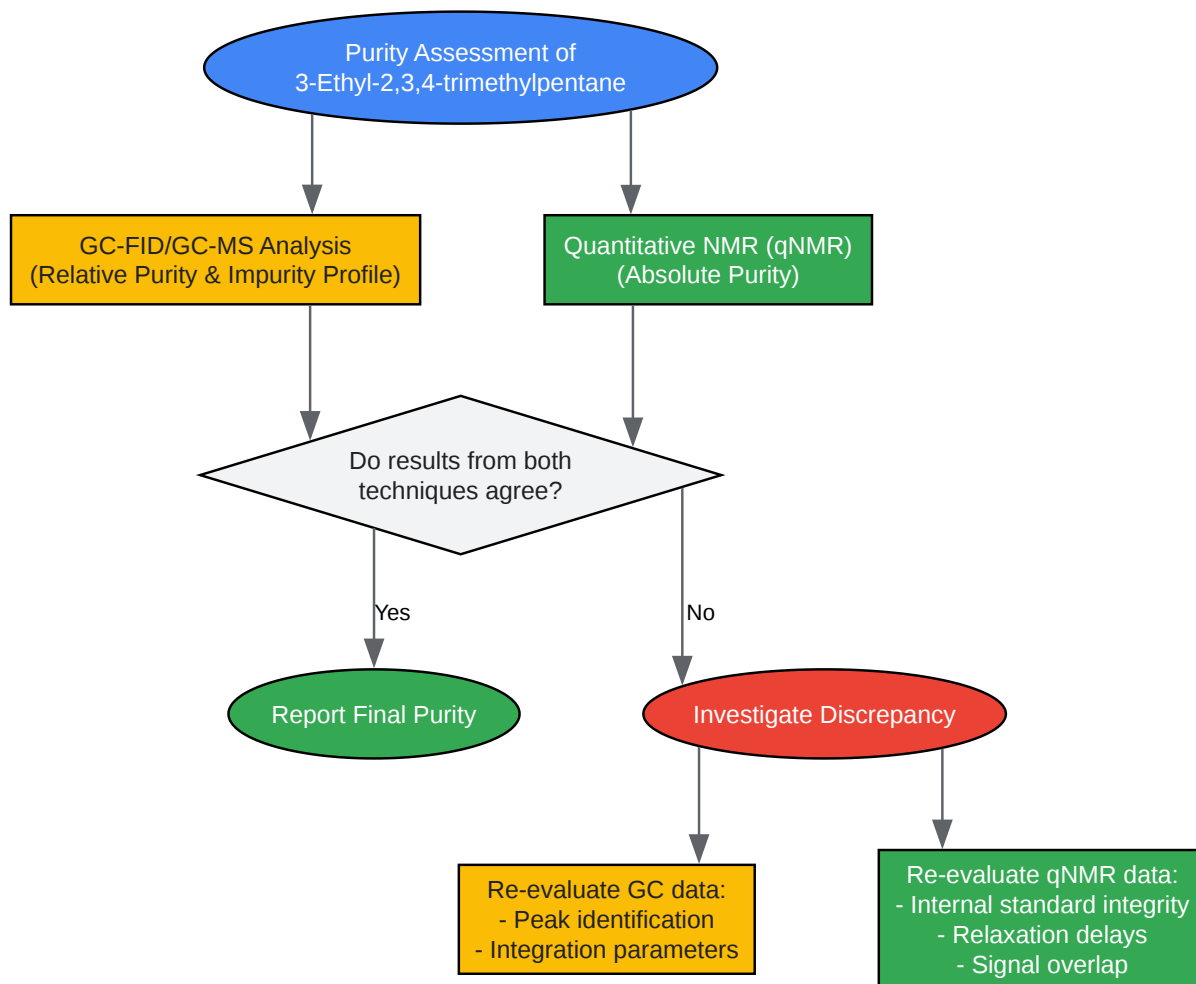 Purity Assessment of
3-Ethyl-2,3,4-trimethylpentane
GC-FID/GC-MS Analysis
(Relative Purity & Impurity Profile)
Quantitative NMR (qNMR)
(Absolute Purity)
Do results from both
techniques agree?
Yes
No
Report Final Purity
Investigate Discrepancy
Re-evaluate GC data:
- Peak identification
- Integration parameters
Re-evaluate qNMR data:
- Internal standard integrity
- Relaxation delays
- Signal overlap